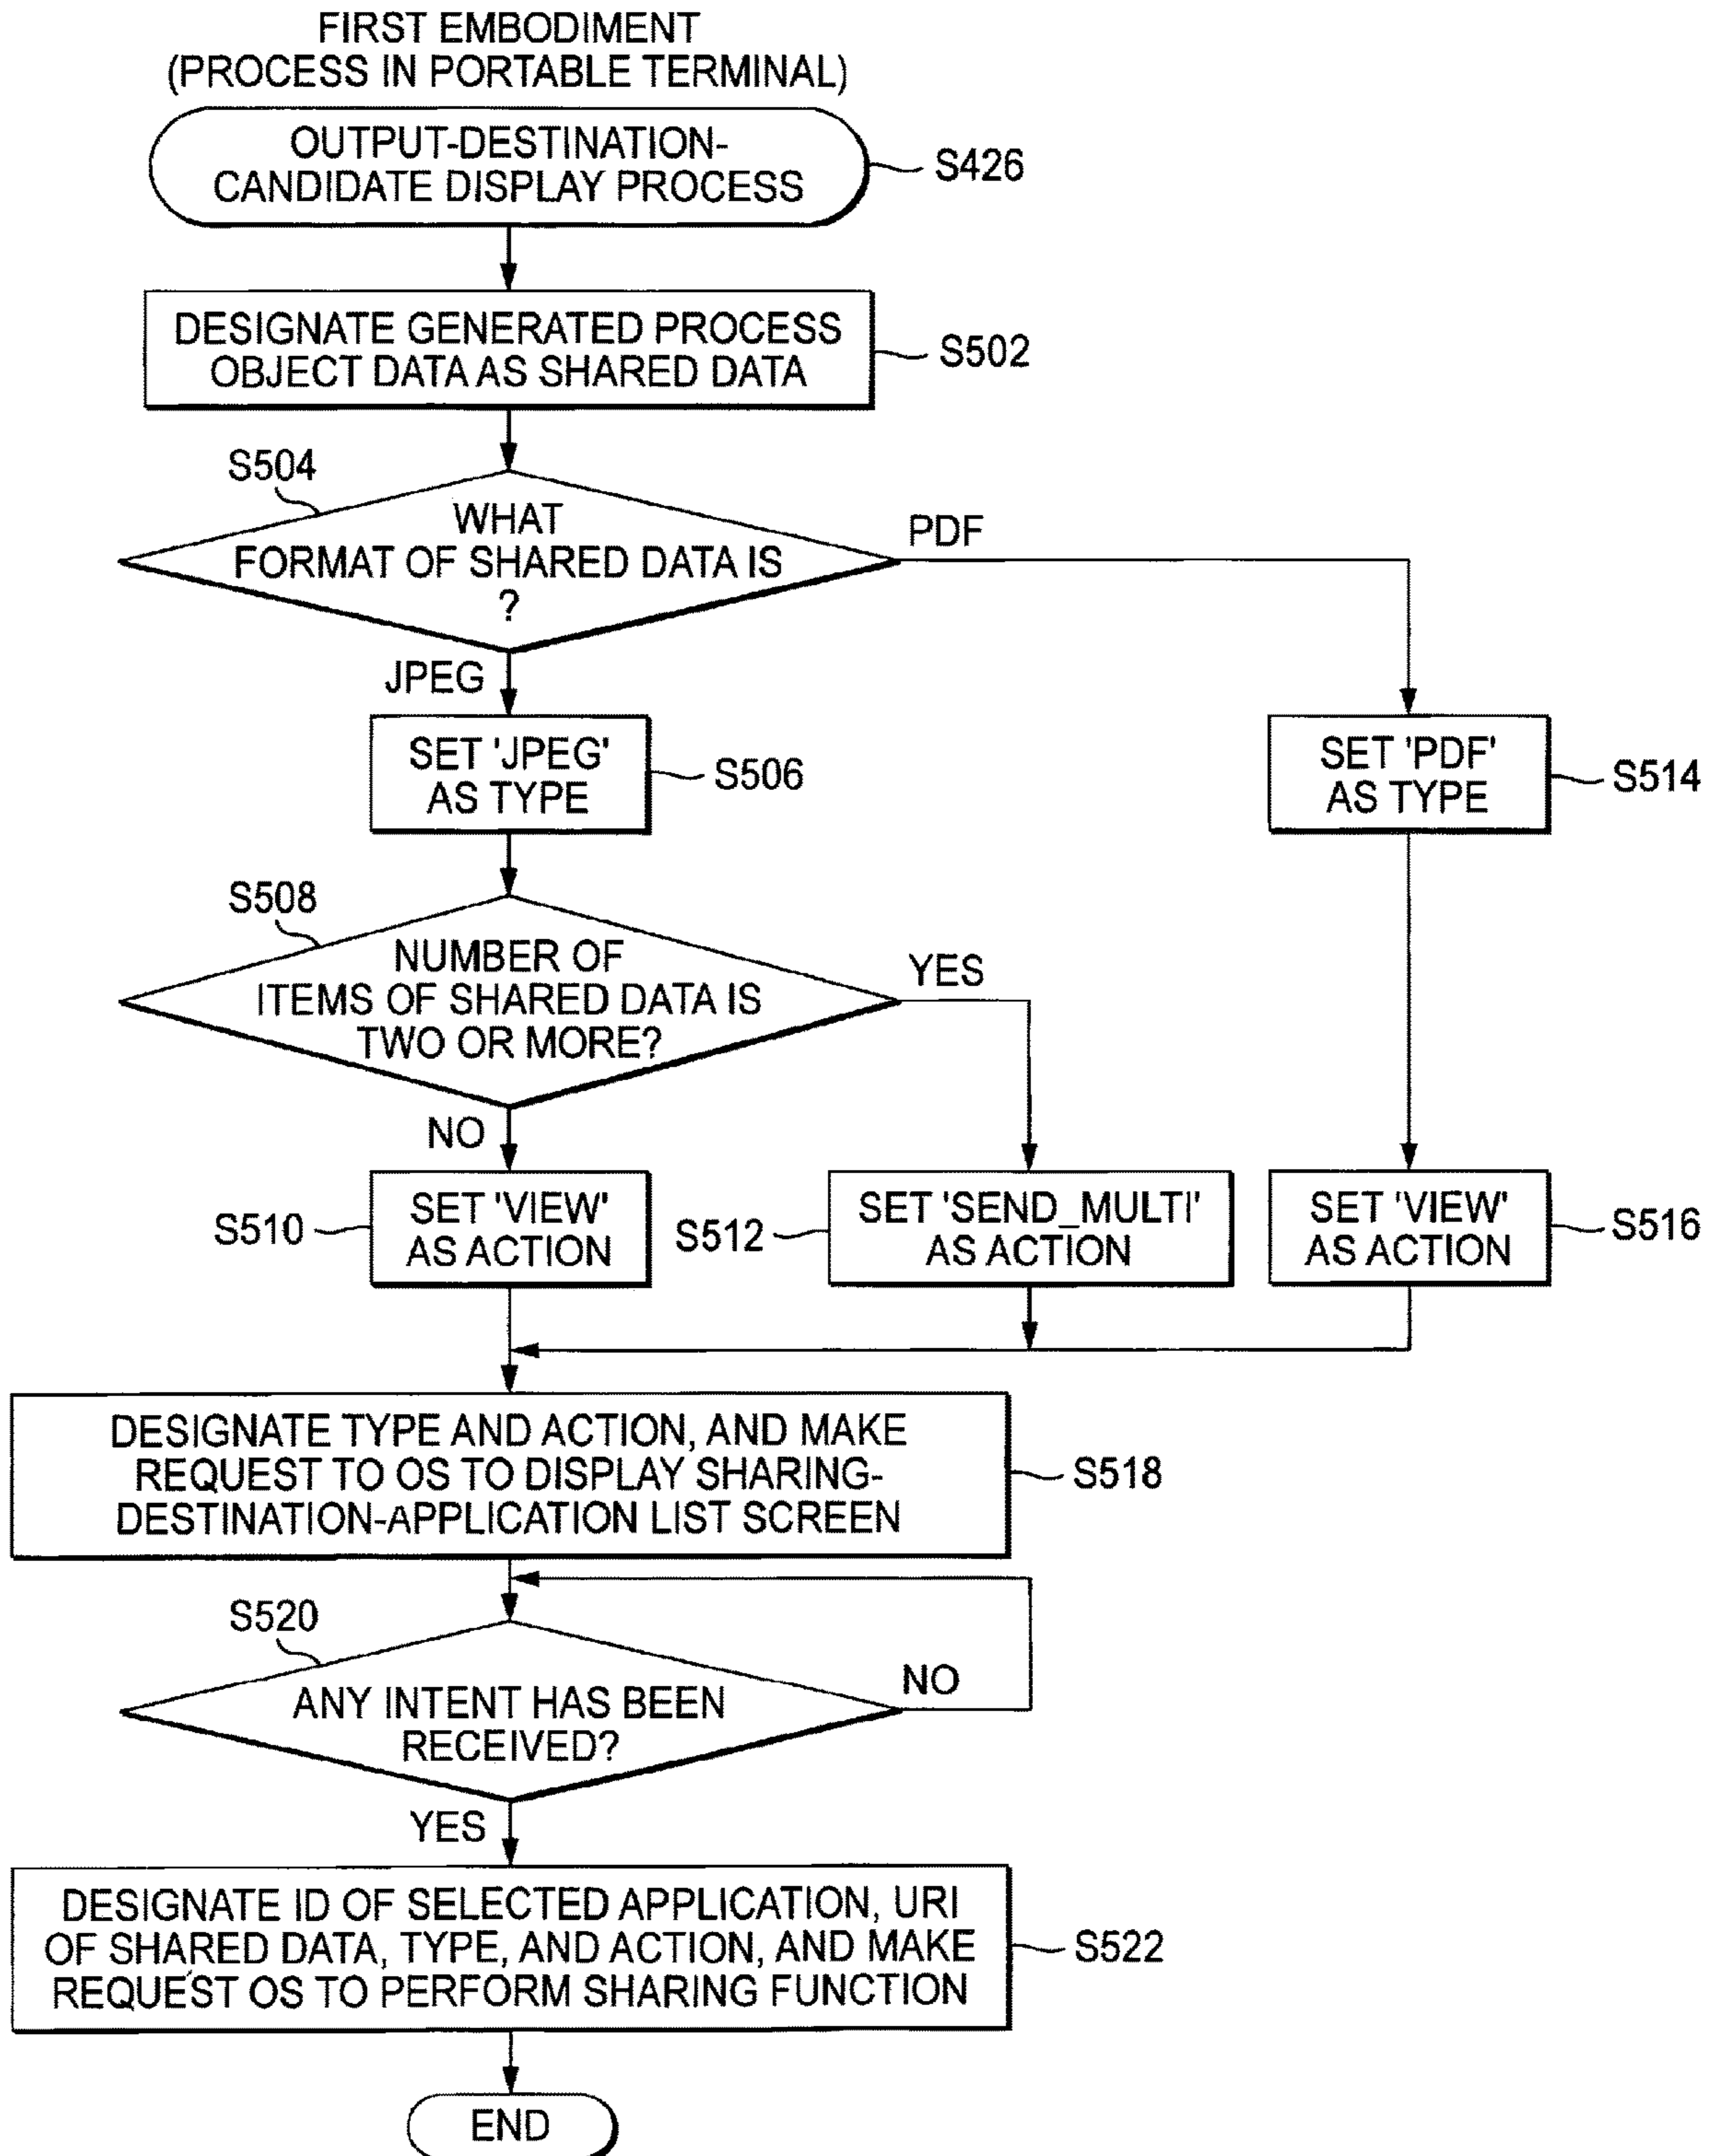 FIRST EMBODIMENT
(PROCESS IN PORTABLE TERMINAL)
OUTPUT-DESTINATION-
CANDIDATE DISPLAY PROCESS
S426
DESIGNATE GENERATED PROCESS
OBJECT DATA AS SHARED DATA
S502
S504
WHAT
FORMAT OF SHARED DATA IS
?
PDF
JPEG
SET 'JPEG'
AS TYPE
S506
SET 'PDF'
AS TYPE
S514
S508
NUMBER OF
ITEMS OF SHARED DATA IS
TWO OR MORE?
YES
NO
S510
SET 'VIEW'
AS ACTION
S512
SET 'SEND_MULTI'
AS ACTION
SET 'VIEW'
AS ACTION
S516
DESIGNATE TYPE AND ACTION, AND MAKE
REQUEST TO OS TO DISPLAY SHARING-
DESTINATION-APPLICATION LIST SCREEN
S518
S520
ANY INTENT HAS BEEN
RECEIVED?
NO
YES
DESIGNATE ID OF SELECTED APPLICATION, URI
OF SHARED DATA, TYPE, AND ACTION, AND MAKE
REQUEST OS TO PERFORM SHARING FUNCTION
S522
END